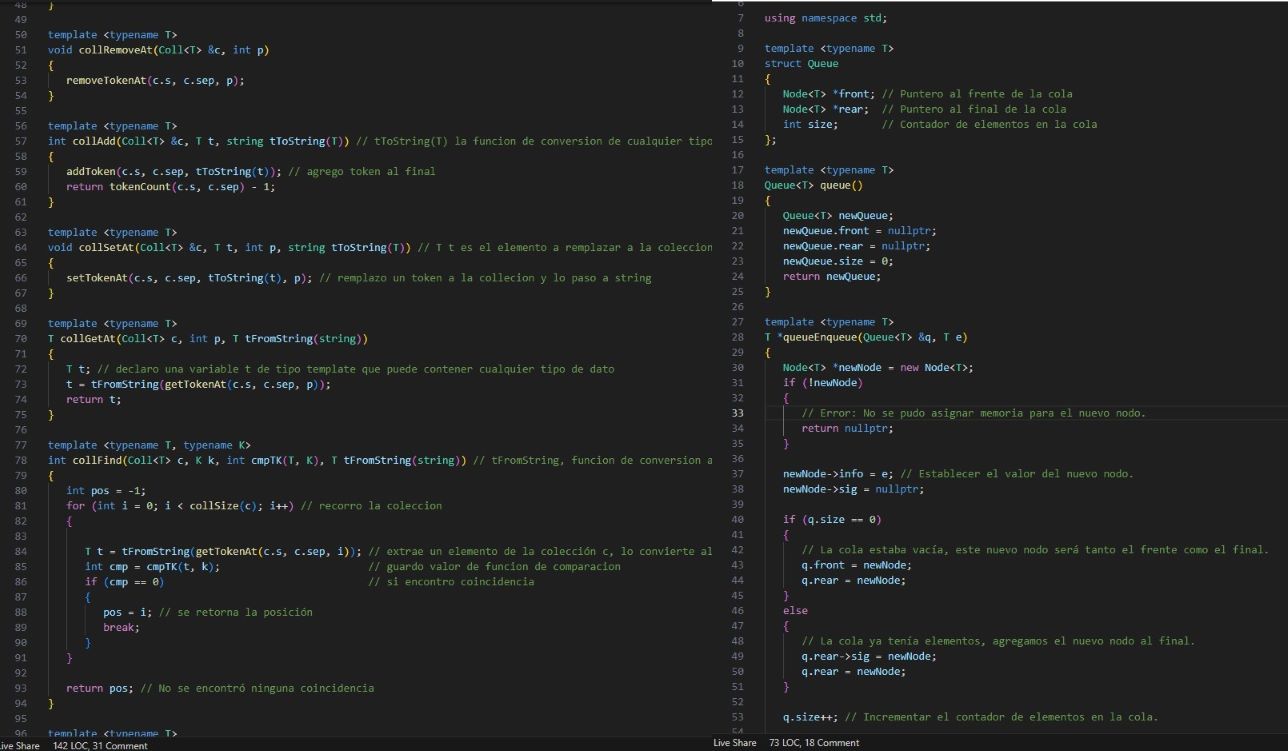 48 }
49
50 template <typename T>
51 void collRemoveAt(Coll<T> &c, int p)
52 {
53 removeTokenAt(c.s, c.sep, p);
54 }
55
56 template <typename T>
57 int collAdd(Coll<T> &c, T t, string tToString(T)) // tToString(T) la funcion de conversion de cualquier tipo
58 {
59 addToken(c.s, c.sep, tToString(t)); // agrego token al final
60 return tokenCount(c.s, c.sep) - 1;
61 }
62
63 template <typename T>
64 void collSetAt(Coll<T> &c, T t, int p, string tToString(T)) // T t es el elemento a remplazar a la coleccion
65 {
66 setTokenAt(c.s, c.sep, tToString(t), p); // remplazo un token a la collecion y lo paso a string
67 }
68
69 template <typename T>
70 T collGetAt(Coll<T> c, int p, T tFromString(string))
71 {
72 T t; // declaro una variable t de tipo template que puede contener cualquier tipo de dato
73 t = tFromString(getTokenAt(c.s, c.sep, p));
74 return t;
75 }
76
77 template <typename T, typename K>
78 int collFind(Coll<T> c, K k, int cmpTK(T, K), T tFromString(string)) // tFromString, funcion de conversion a
79 {
80 int pos = -1;
81 for (int i = 0; i < collSize(c); i++) // recorro la coleccion
82 {
83
84 T t = tFromString(getTokenAt(c.s, c.sep, i)); // extrae un elemento de la colección c, lo convierte al
85 int cmp = cmpTK(t, k); // guardo valor de funcion de comparacion
86 if (cmp == 0) // si encontro coincidencia
87 {
88 pos = i; // se retorna la posición
89 break;
90 }
91 }
92
93 return pos; // No se encontró ninguna coincidencia
94 }
95
96 template <typename T>
Live Share 142 LOC, 31 Comment
6
7 using namespace std;
8
9 template <typename T>
10 struct Queue
11 {
12 Node<T> *front; // Puntero al frente de la cola
13 Node<T> *rear; // Puntero al final de la cola
14 int size; // Contador de elementos en la cola
15 };
16
17 template <typename T>
18 Queue<T> queue()
19 {
20 Queue<T> newQueue;
21 newQueue.front = nullptr;
22 newQueue.rear = nullptr;
23 newQueue.size = 0;
24 return newQueue;
25 }
26
27 template <typename T>
28 T *queueEnqueue(Queue<T> &q, T e)
29 {
30 Node<T> *newNode = new Node<T>;
31 if (!newNode)
32 {
33 // Error: No se pudo asignar memoria para el nuevo nodo.
34 return nullptr;
35 }
36
37 newNode->info = e; // Establecer el valor del nuevo nodo.
38 newNode->sig = nullptr;
39
40 if (q.size == 0)
41 {
42 // La cola estaba vacía, este nuevo nodo será tanto el frente como el final.
43 q.front = newNode;
44 q.rear = newNode;
45 }
46 else
47 {
48 // La cola ya tenía elementos, agregamos el nuevo nodo al final.
49 q.rear->sig = newNode;
50 q.rear = newNode;
51 }
52
53 q.size++; // Incrementar el contador de elementos en la cola.
54
Live Share 73 LOC, 18 Comment